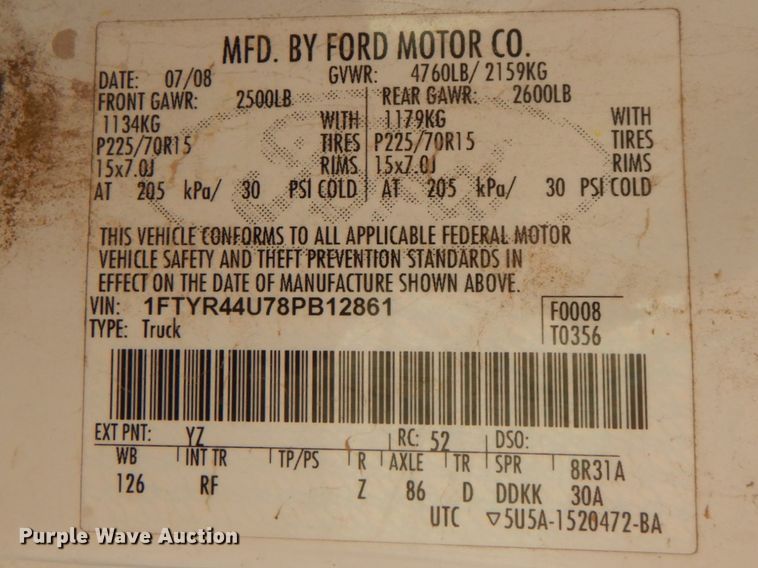 MFD. BY FORD MOTOR CO.
DATE: 07/08 GVWR: 4760LB/ 2159KG
FRONT GAWR: 2500LB REAR GAWR: 2600LB
1134KG WITH 1179KG WITH
P225/70R15 TIRES P225/70R15 TIRES
15x7.0J RIMS 15x7.0J RIMS
AT 205 kPa/ 30 PSI COLD AT 205 kPa/ 30 PSI COLD
THIS VEHICLE CONFORMS TO ALL APPLICABLE FEDERAL MOTOR
VEHICLE SAFETY AND THEFT PREVENTION STANDARDS IN
EFFECT ON THE DATE OF MANUFACTURE SHOWN ABOVE.
VIN: 1FTYR44U78PB12861 F0008
TYPE: Truck T0356
EXT PNT: YZ RC: 52 DSO:
WB INT TR TP/PS R AXLE TR SPR 8R31A
126 RF Z 86 D DDKK 30A
UTC ▽5U5A-1520472-BA
Purple Wave Auction